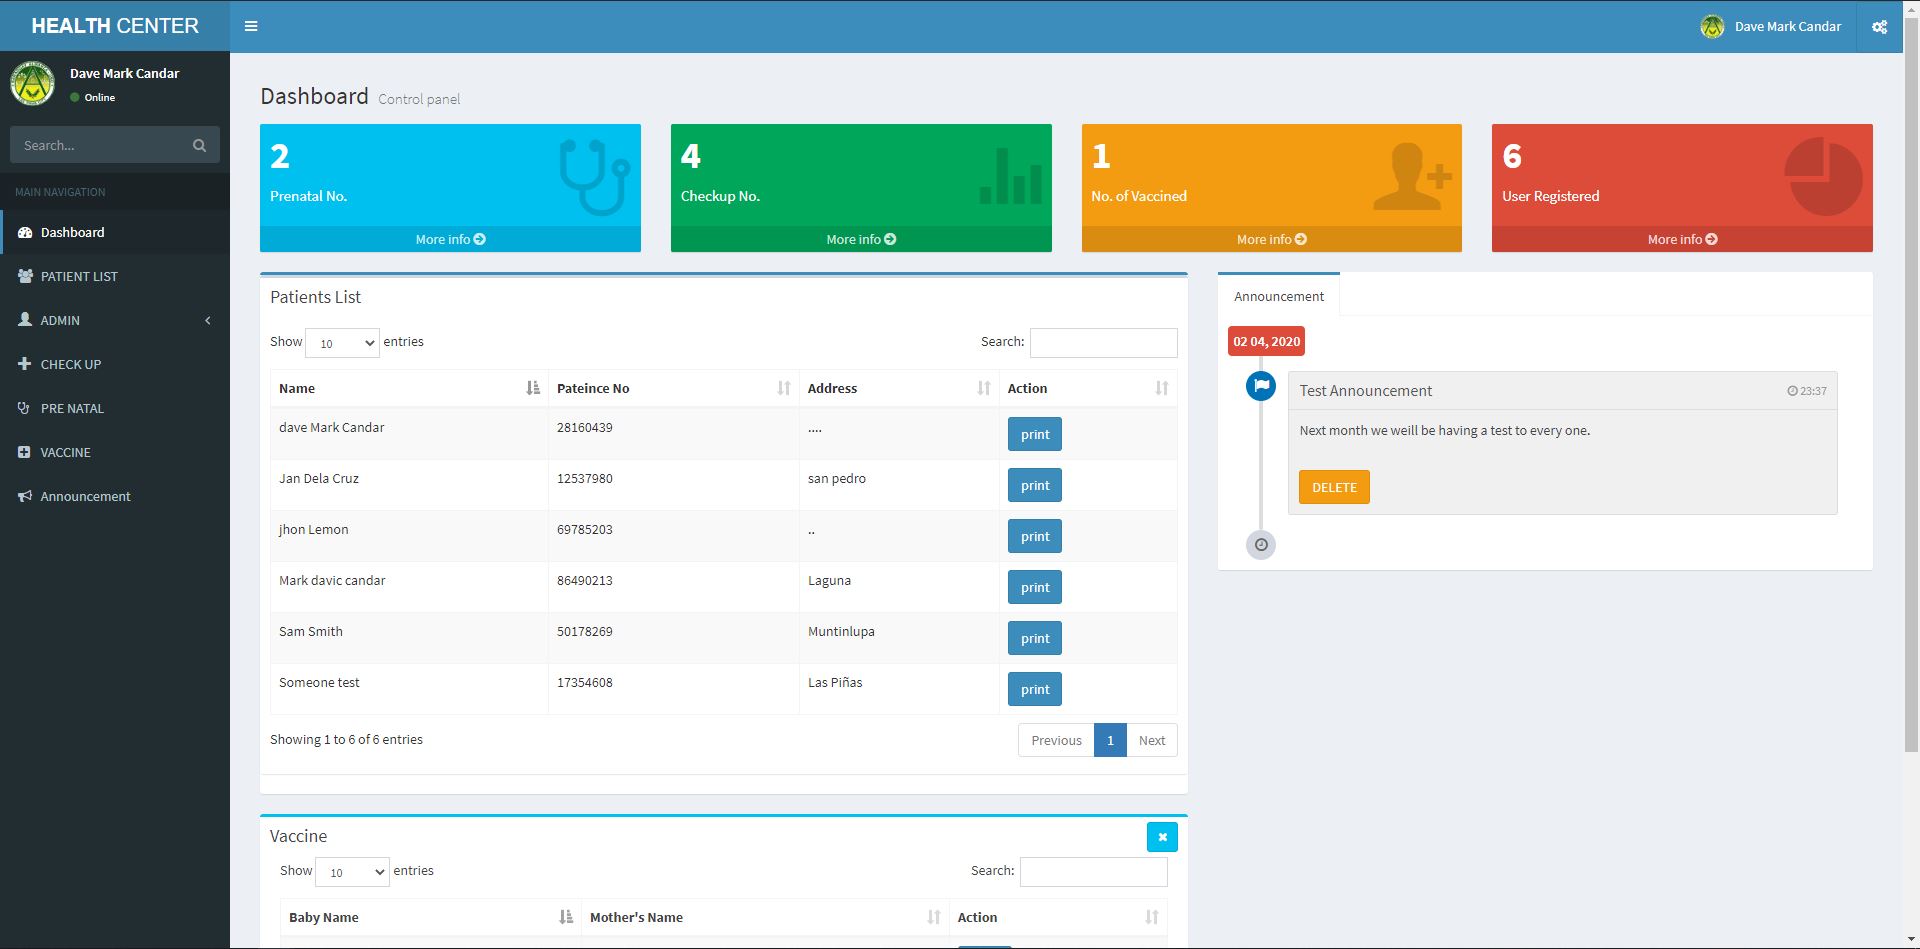 HEALTH CENTER
Dave Mark Candar
Dave Mark Candar
Online
Search...
MAIN NAVIGATION
Dashboard
PATIENT LIST
ADMIN
CHECK UP
PRE NATAL
VACCINE
Announcement
Dashboard Control panel
2
Prenatal No.
More info
4
Checkup No.
More info
1
No. of Vaccined
More info
6
User Registered
More info
Patients List
Show 10 entries Search:
Name Pateince No Address Action
dave Mark Candar 28160439 .... print
Jan Dela Cruz 12537980 san pedro print
jhon Lemon 69785203 .. print
Mark davic candar 86490213 Laguna print
Sam Smith 50178269 Muntinlupa print
Someone test 17354608 Las Piñas print
Showing 1 to 6 of 6 entries Previous 1 Next
Vaccine
Show 10 entries Search:
Baby Name Mother's Name Action
Announcement
02 04, 2020
Test Announcement 23:37
Next month we weill be having a test to every one.
DELETE